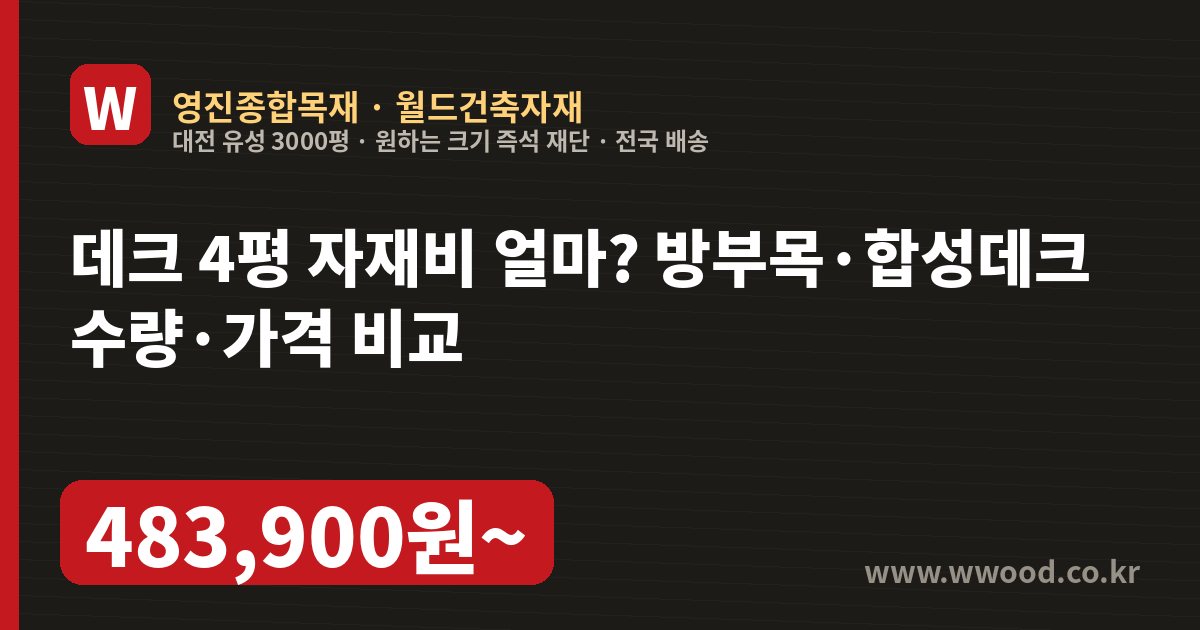 W
영진종합목재 · 월드건축자재
대전 유성 3000평 · 원하는 크기 즉석 재단 · 전국 배송
데크 4평 자재비 얼마? 방부목·합성데크
수량·가격 비교
483,900원~
www.wwood.co.kr